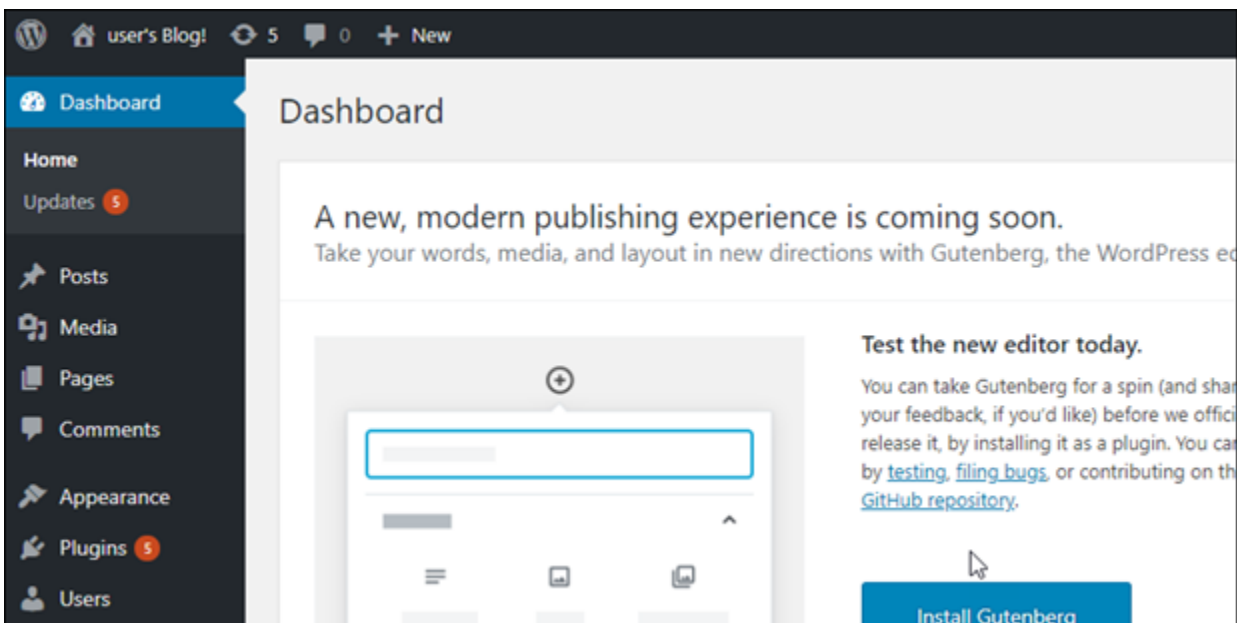 user's Blog! 5 0 + New
Dashboard
Home
Updates 5
Posts
Media
Pages
Comments
Appearance
Plugins 5
Users
Dashboard
A new, modern publishing experience is coming soon.
Take your words, media, and layout in new directions with Gutenberg, the WordPress
Test the new editor today.
You can take Gutenberg for a spin (and
your feedback, if you'd like) before we
release it, by installing it as a plugin. You
by testing, filing bugs, or contributing on
GitHub repository.
Install Gutenberg